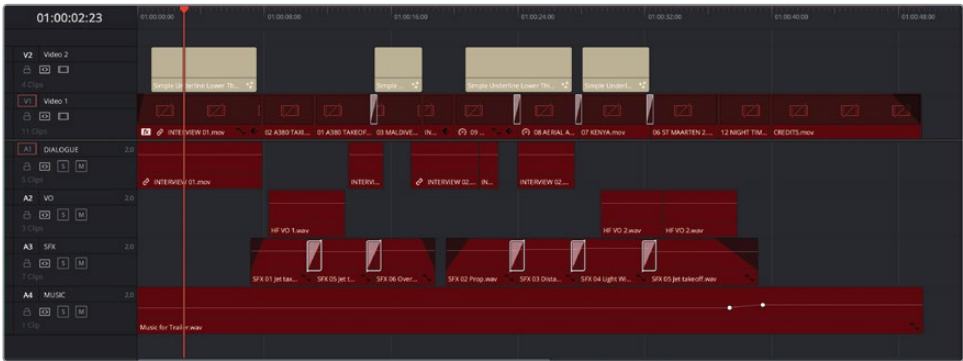 01:00:02:23
01:00:00:00 01:00:08:00 01:00:16:00 01:00:24:00 01:00:32:00 01:00:40:00 01:00:48:00
V2 Video 2
4 Clips
Simple Underline Lower Th... Simple ... Simple Underline Lower Th... Simple Underl...
V1 Video 1
11 Clips
fx INTERVIEW 01.mov 02 A380 TAXI... 01 A380 TAKEOF... 03 MALDIVE... IN... 09 ... 08 AERIAL A... 07 KENYA.mov 06 ST MAARTEN 2.... 12 NIGHT TIM... CREDITS.mov
A1 DIALOGUE 2.0
S M
5 Clips
INTERVIEW 01.mov INTERVI... INTERVIEW 02.... IN... INTERVIEW 02....
A2 VO 2.0
S M
3 Clips
HF VO 1.wav HF VO 2.wav HF VO 2.wav
A3 SFX 2.0
S M
7 Clips
SFX 01 Jet tax... SFX 05 Jet t... SFX 06 Over... SFX 02 Prop.wav SFX 03 Dista... SFX 04 Light Wi... SFX 05 Jet takeoff.wav
A4 MUSIC 2.0
S M
1 Clip
Music for Trailer.wav